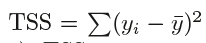 TSS = ∑(yᵢ − ȳ)²